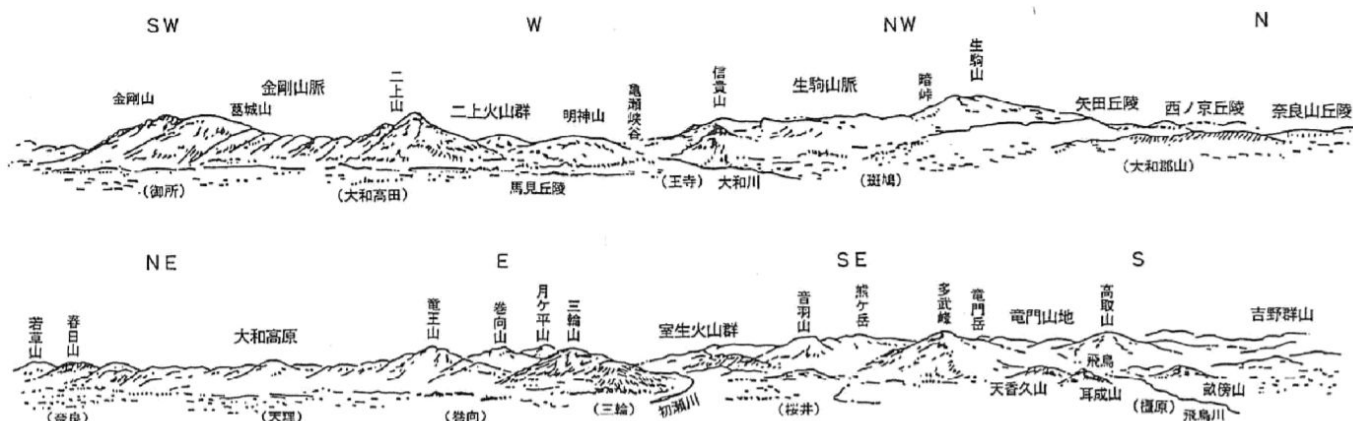 SW W NW N
金剛山
葛城山
金剛山脈
二上山
二上火山群
明神山
亀瀬峡谷
信貴山
生駒山脈
暗峠
生駒山
矢田丘陵
西ノ京丘陵
奈良山丘陵
(御所)
(大和高田)
馬見丘陵
(王寺)
大和川
(斑鳩)
(大和郡山)
NE E SE S
若草山
春日山
大和高原
竜王山
巻向山
月ケ平山
三輪山
室生火山群
音羽山
熊ケ岳
多武峰
竜門岳
竜門山地
高取山
吉野群山
飛鳥
天香久山
耳成山
畝傍山
(奈良)
(天理)
(巻向)
(三輪)
初瀬川
(桜井)
(橿原)
飛鳥川